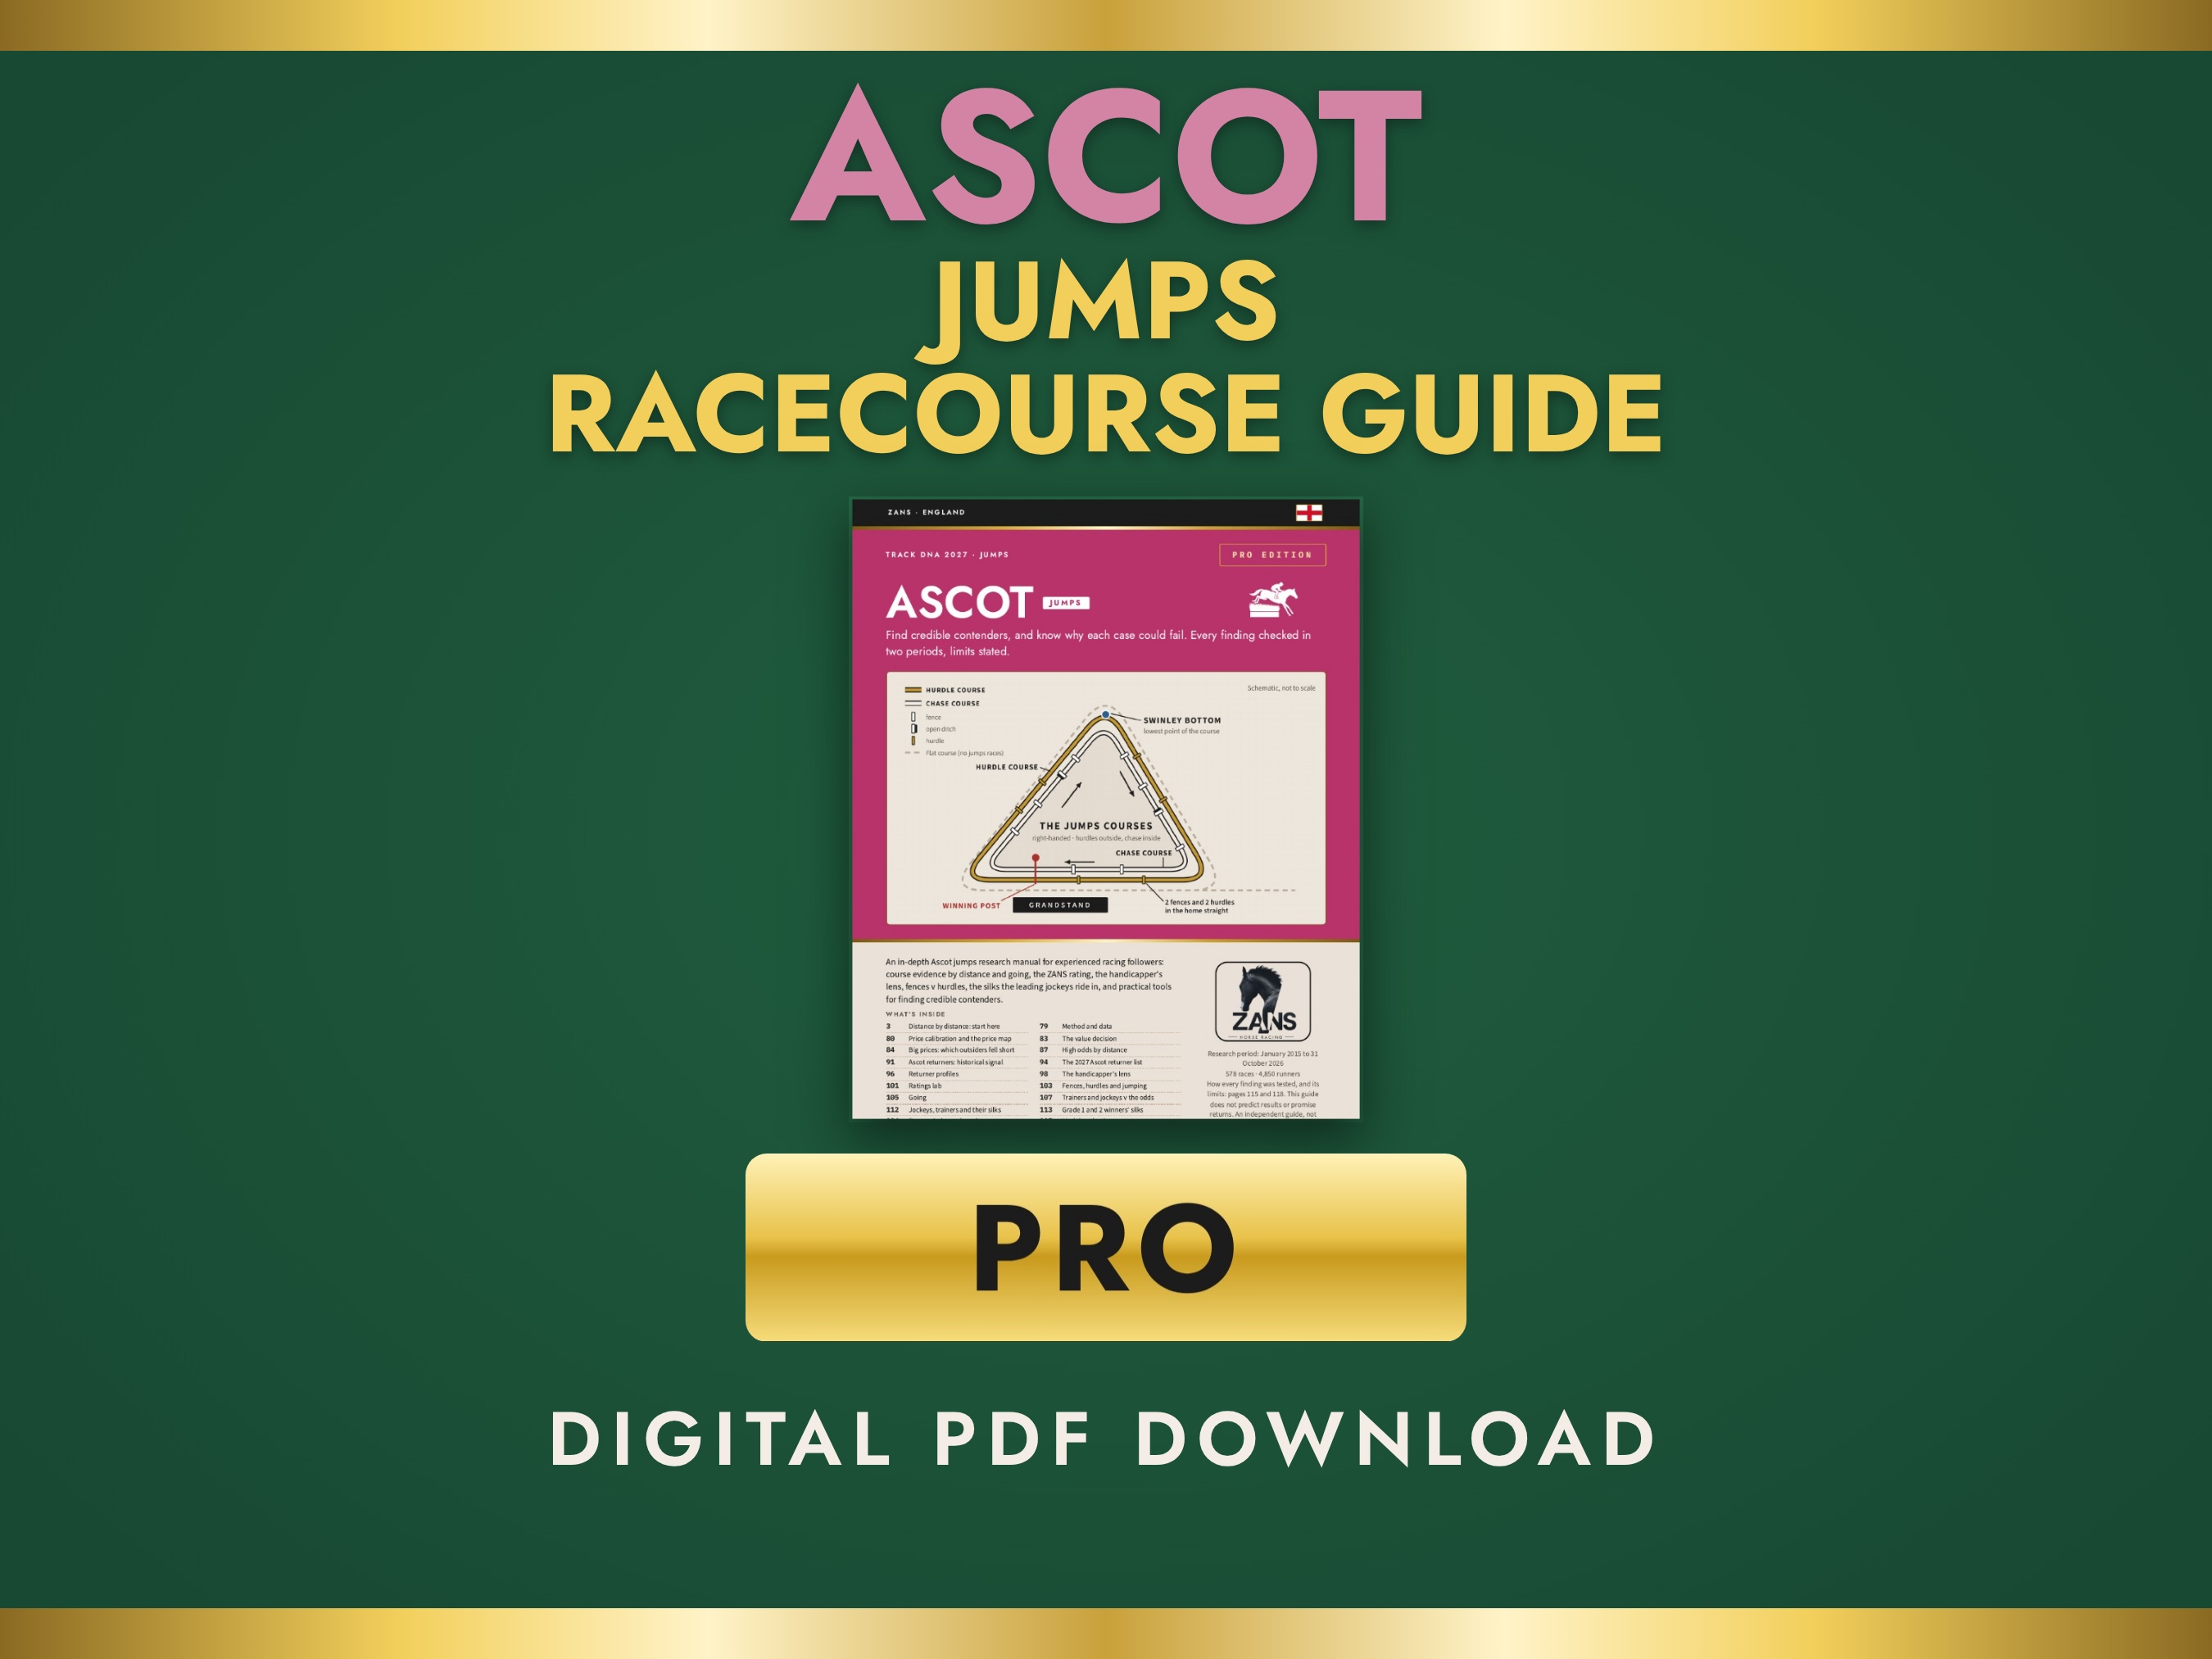 ASCOT
JUMPS
RACECOURSE GUIDE
ZANS · ENGLAND
TRACK DNA 2027 · JUMPS
PRO EDITION
ASCOT
JUMPS
Find credible contenders, and know why each case could fail. Every finding checked in
two periods, limits stated.
HURDLE COURSE
CHASE COURSE
fence
open ditch
hurdle
Flat course (no jumps races)
Schematic, not to scale
SWINLEY BOTTOM
lowest point of the course
HURDLE COURSE
THE JUMPS COURSES
right-handed · hurdles outside, chase inside
CHASE COURSE
WINNING POST
GRANDSTAND
2 fences and 2 hurdles
in the home straight
An in-depth Ascot jumps research manual for experienced racing followers:
course evidence by distance and going, the ZANS rating, the handicapper's
lens, fences v hurdles, the silks the leading jockeys ride in, and practical tools
for finding credible contenders.
WHAT'S INSIDE
3 Distance by distance: start here
79 Method and data
80 Price calibration and the price map
83 The value decision
84 Big prices: which outsiders fell short
87 High odds by distance
91 Ascot returners: historical signal
94 The 2027 Ascot returner list
96 Returner profiles
98 The handicapper's lens
101 Ratings lab
103 Fences, hurdles and jumping
105 Going
107 Trainers and jockeys v the odds
112 Jockeys, trainers and their silks
113 Grade 1 and 2 winners' silks
ZANS
HORSE RACING
Research period: January 2015 to 31
October 2026
578 races · 4,850 runners
How every finding was tested, and its
limits: pages 115 and 118. This guide
does not predict results or promise
returns. An independent guide, not
PRO
DIGITAL PDF DOWNLOAD